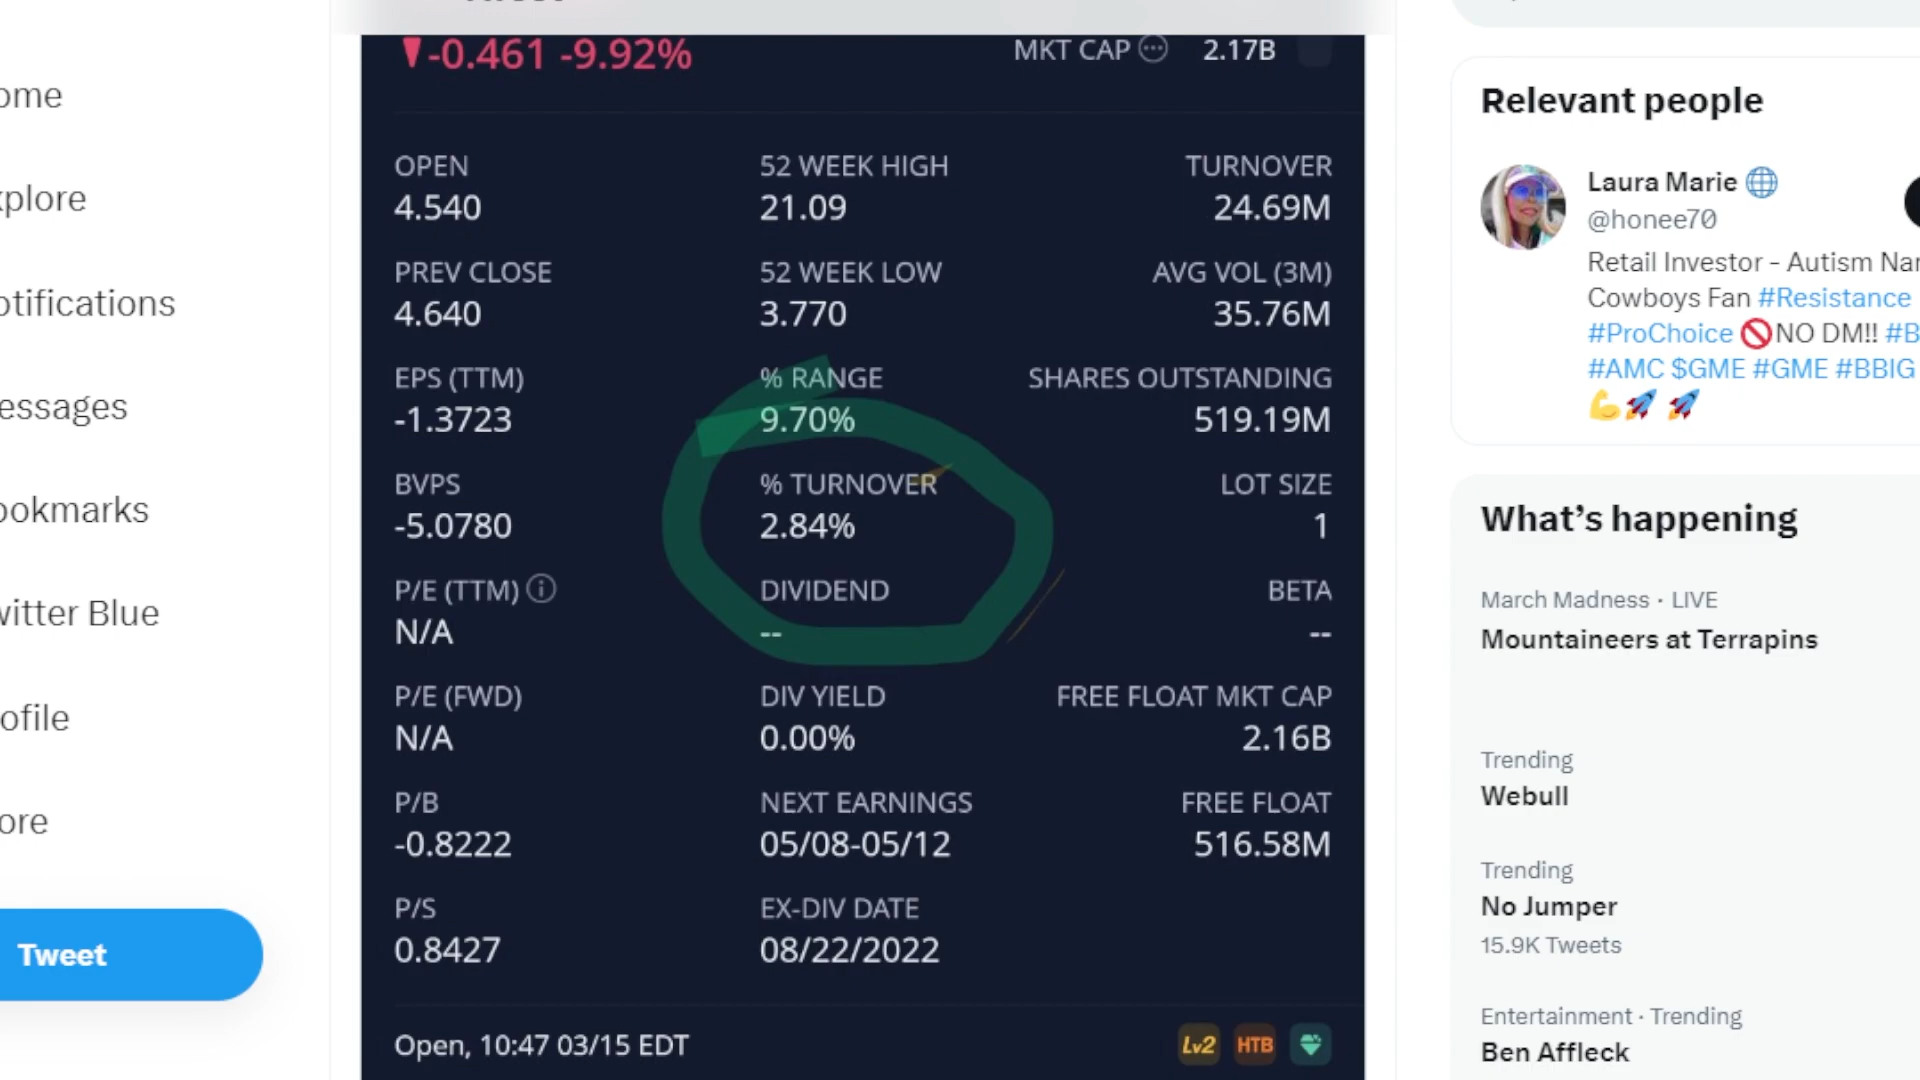 ome
xplore
otifications
essages
ookmarks
witter Blue
ofile
ore
Tweet
-0.461 -9.92%
MKT CAP 2.17B
OPEN 52 WEEK HIGH TURNOVER
4.540 21.09 24.69M
PREV CLOSE 52 WEEK LOW AVG VOL (3M)
4.640 3.770 35.76M
EPS (TTM) % RANGE SHARES OUTSTANDING
-1.3723 9.70% 519.19M
BVPS % TURNOVER LOT SIZE
-5.0780 2.84% 1
P/E (TTM) DIVIDEND BETA
N/A -- --
P/E (FWD) DIV YIELD FREE FLOAT MKT CAP
N/A 0.00% 2.16B
P/B NEXT EARNINGS FREE FLOAT
-0.8222 05/08-05/12 516.58M
P/S EX-DIV DATE
0.8427 08/22/2022
Open, 10:47 03/15 EDT Lv2 HTB
Relevant people
Laura Marie
@honee70
Retail Investor - Autism Nar
Cowboys Fan #Resistance
#ProChoice 🚫NO DM!! #B
#AMC $GME #GME #BBIG
💪🚀 🚀
What's happening
March Madness · LIVE
Mountaineers at Terrapins
Trending
Webull
Trending
No Jumper
15.9K Tweets
Entertainment · Trending
Ben Affleck